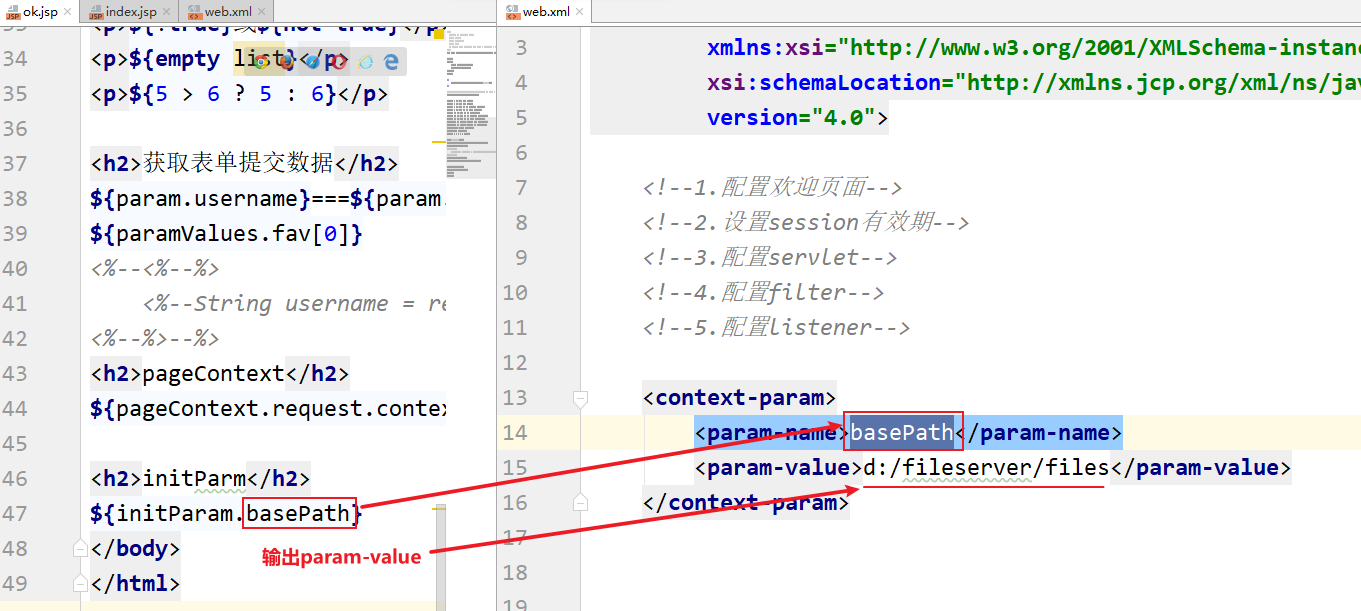 ok.jsp
index.jsp
web.xml
34 <p>${empty list}</p>
35 <p>${5 > 6 ? 5 : 6}</p>
36
37 <h2>获取表单提交数据</h2>
38 ${param.username}===${param.
39 ${paramValues.fav[0]}
40 <%--<%--%>
41 <%--String username = re
42 <%--%>--%>
43 <h2>pageContext</h2>
44 ${pageContext.request.contex
45
46 <h2>initParm</h2>
47 ${initParam.basePath}
48 </body>
49 </html>
输出param-value
web.xml
3 xmlns:xsi="http://www.w3.org/2001/XMLSchema-instanc
4 xsi:schemaLocation="http://xmlns.jcp.org/xml/ns/jav
5 version="4.0">
6
7 <!--1.配置欢迎页面-->
8 <!--2.设置session有效期-->
9 <!--3.配置servlet-->
10 <!--4.配置filter-->
11 <!--5.配置listener-->
12
13 <context-param>
14 <param-name>basePath</param-name>
15 <param-value>d:/fileserver/files</param-value>
16 </context-param>
17
18
19